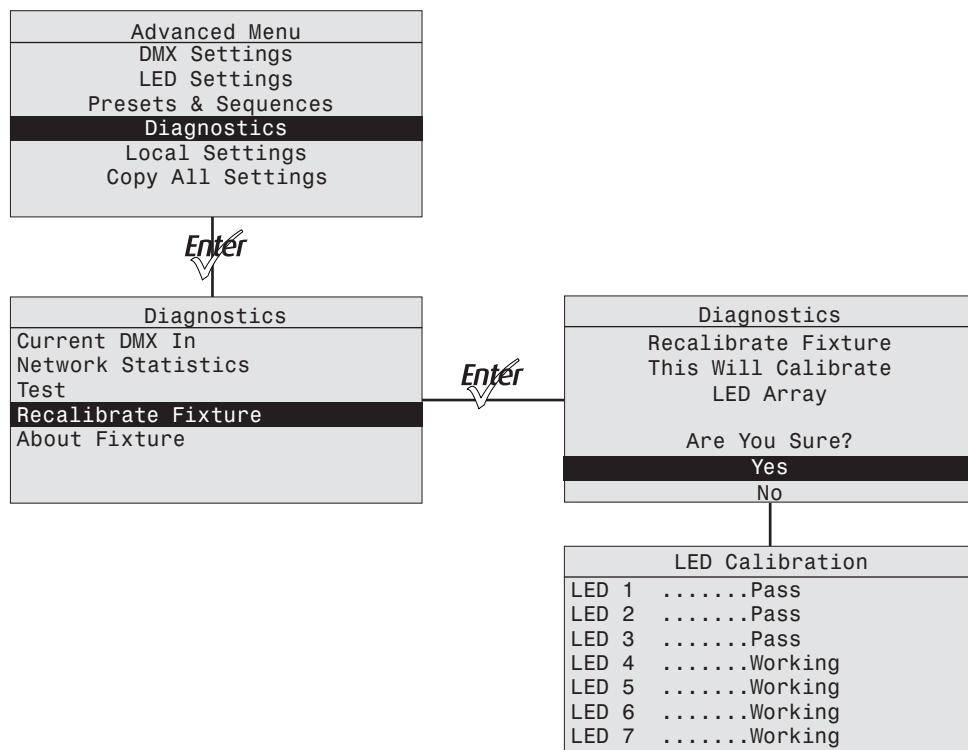 Advanced Menu
DMX Settings
LED Settings
Presets & Sequences
Diagnostics
Local Settings
Copy All Settings
Enter
Diagnostics
Current DMX In
Network Statistics
Test
Recalibrate Fixture
About Fixture
Enter
Diagnostics
Recalibrate Fixture
This Will Calibrate
LED Array
Are You Sure?
Yes
No
LED Calibration
LED 1 .......Pass
LED 2 .......Pass
LED 3 .......Pass
LED 4 .......Working
LED 5 .......Working
LED 6 .......Working
LED 7 .......Working